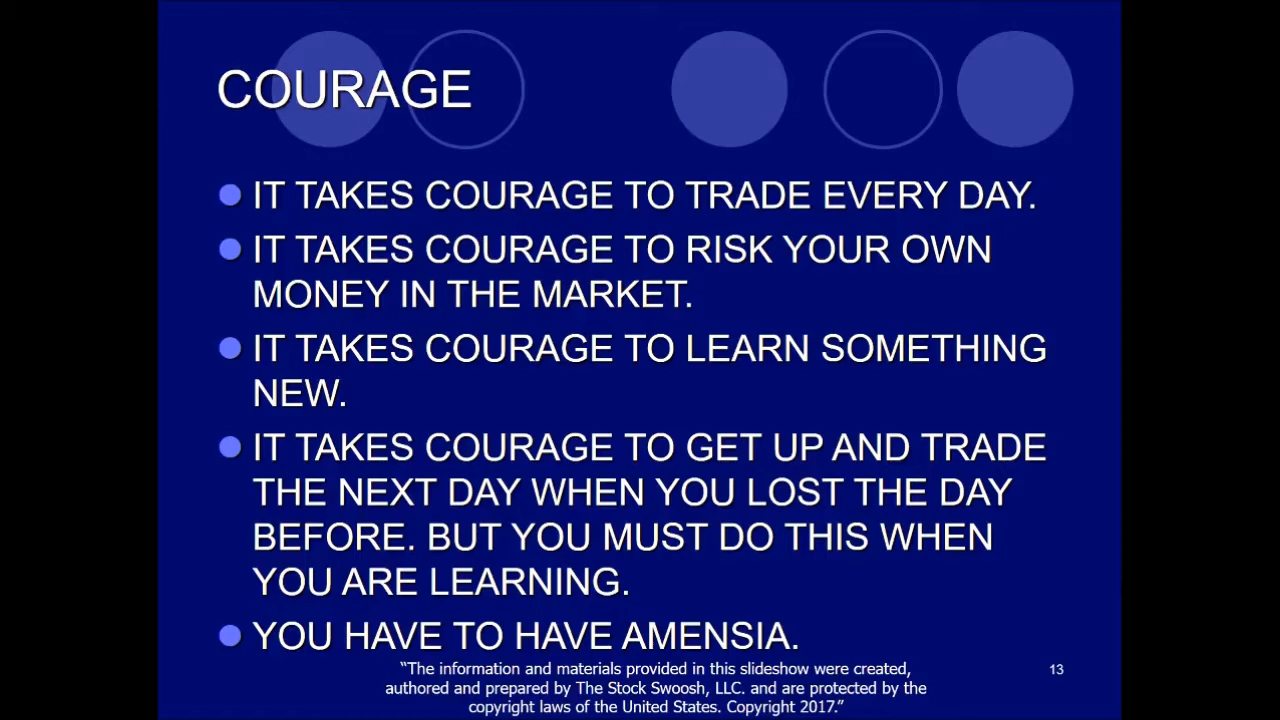 COURAGE
IT TAKES COURAGE TO TRADE EVERY DAY.
IT TAKES COURAGE TO RISK YOUR OWN
MONEY IN THE MARKET.
IT TAKES COURAGE TO LEARN SOMETHING
NEW.
IT TAKES COURAGE TO GET UP AND TRADE
THE NEXT DAY WHEN YOU LOST THE DAY
BEFORE. BUT YOU MUST DO THIS WHEN
YOU ARE LEARNING.
YOU HAVE TO HAVE AMENSIA.
“The information and materials provided in this slideshow were created,
authored and prepared by The Stock Swoosh, LLC. and are protected by the
copyright laws of the United States. Copyright 2017.”
13